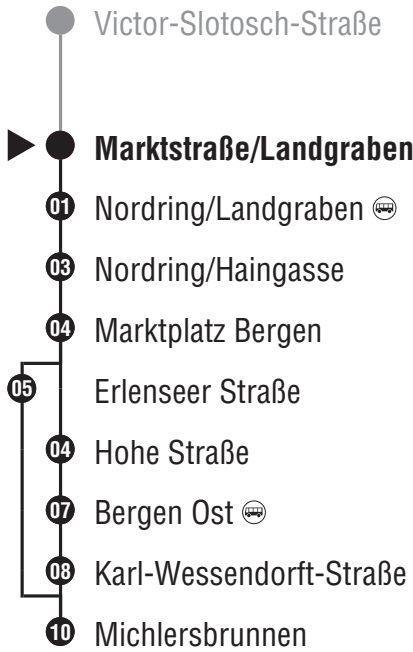 Victor-Slotosch-Straße
Marktstraße/Landgraben
01 Nordring/Landgraben
03 Nordring/Haingasse
04 Marktplatz Bergen
05 Erlenseer Straße
04 Hohe Straße
07 Bergen Ost
08 Karl-Wessendorft-Straße
10 Michlersbrunnen